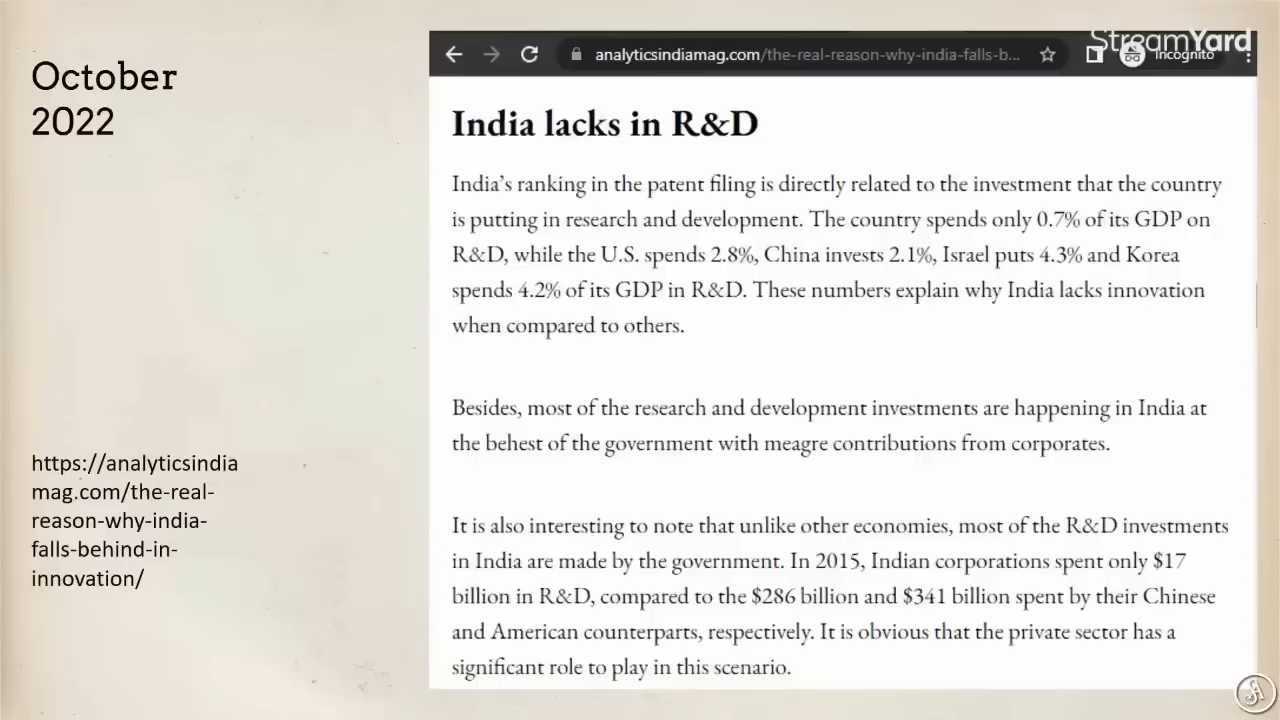 October
2022
https://analyticsindia
mag.com/the-real-
reason-why-india-
falls-behind-in-
innovation/
StreamYard
analyticsindiamag.com/the-real-reason-why-india-falls-b...
Incognito
India lacks in R&D
India’s ranking in the patent filing is directly related to the investment that the country
is putting in research and development. The country spends only 0.7% of its GDP on
R&D, while the U.S. spends 2.8%, China invests 2.1%, Israel puts 4.3% and Korea
spends 4.2% of its GDP in R&D. These numbers explain why India lacks innovation
when compared to others.
Besides, most of the research and development investments are happening in India at
the behest of the government with meagre contributions from corporates.
It is also interesting to note that unlike other economies, most of the R&D investments
in India are made by the government. In 2015, Indian corporations spent only $17
billion in R&D, compared to the $286 billion and $341 billion spent by their Chinese
and American counterparts, respectively. It is obvious that the private sector has a
significant role to play in this scenario.